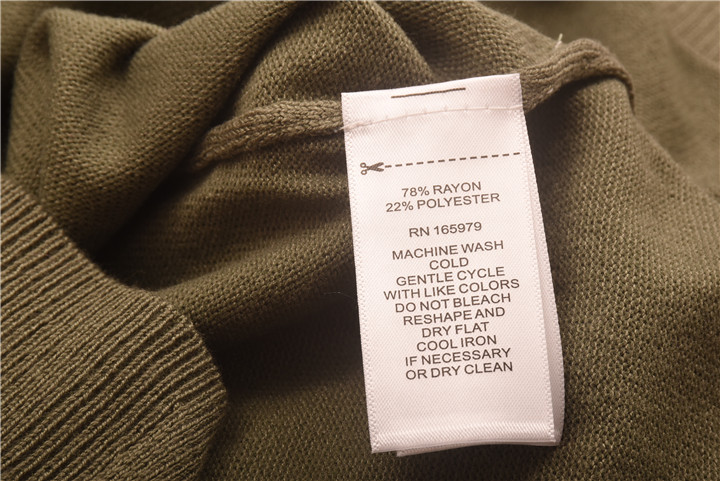 78% RAYON
22% POLYESTER
RN 165979
MACHINE WASH
COLD
GENTLE CYCLE
WITH LIKE COLORS
DO NOT BLEACH
RESHAPE AND
DRY FLAT
COOL IRON
IF NECESSARY
OR DRY CLEAN